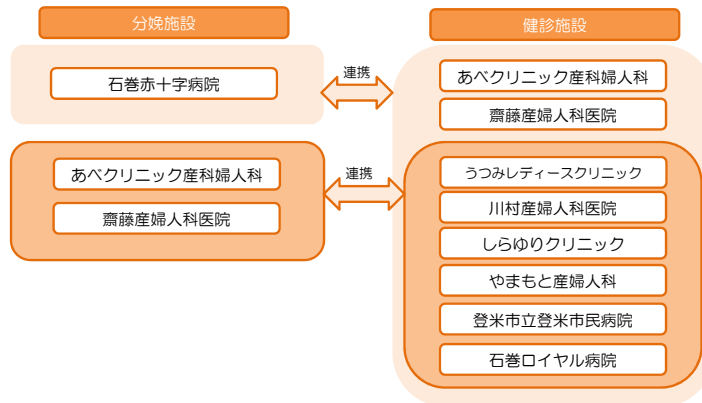 分娩施設
健診施設
石巻赤十字病院
連携
あべクリニック産科婦人科
齋藤産婦人科医院
あべクリニック産科婦人科
齋藤産婦人科医院
連携
うつみレディースクリニック
川村産婦人科医院
しらゆりクリニック
やまもと産婦人科
登米市立登米市民病院
石巻ロイヤル病院